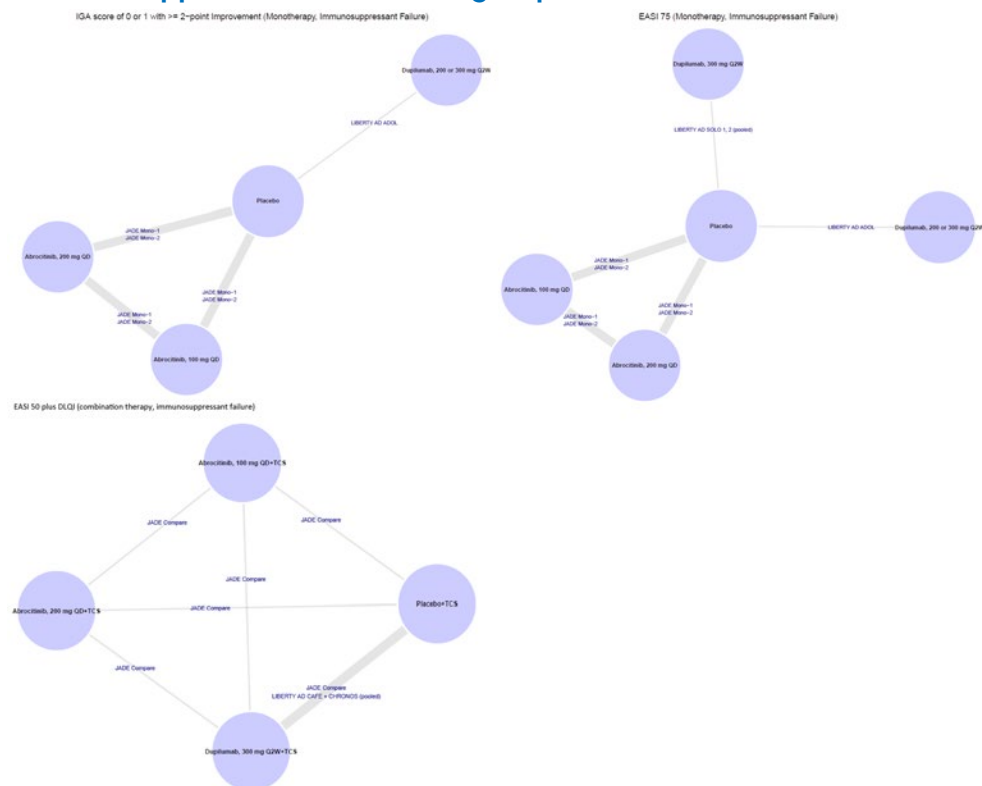 IGA score of 0 or 1 with >= 2-point Improvement (Monotherapy, Immunosuppressant Failure)
Dupilumab, 200 or 300 mg Q2W
LIBERTY AD ADOL
Placebo
JADE Mono-1
JADE Mono-2
Abrocitinib, 200 mg QD
JADE Mono-1
JADE Mono-2
JADE Mono-1
JADE Mono-2
Abrocitinib, 100 mg QD
EASI 75 (Monotherapy, Immunosuppressant Failure)
Dupilumab, 300 mg Q2W
LIBERTY AD SOLO 1, 2 (pooled)
Placebo
LIBERTY AD ADOL
Dupilumab, 200 or 300 mg Q2W
JADE Mono-1
JADE Mono-2
Abrocitinib, 100 mg QD
JADE Mono-1
JADE Mono-2
JADE Mono-1
JADE Mono-2
Abrocitinib, 200 mg QD
EASI 50 plus DLQJ (combination therapy, immunosuppressant failure)
Abrocitinib, 100 mg QD+TCS
JADE Compare
JADE Compare
JADE Compare
Abrocitinib, 200 mg QD+TCS
JADE Compare
Placebo+TCS
JADE Compare
JADE Compare
LIBERTY AD CAFE + CHRONOS (pooled)
Dupilumab, 300 mg Q2W+TCS